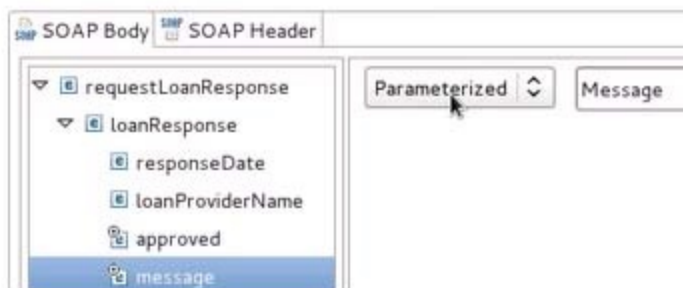 SOAP Body SOAP Header
requestLoanResponse
Parameterized Message
loanResponse
responseDate
loanProviderName
approved
message